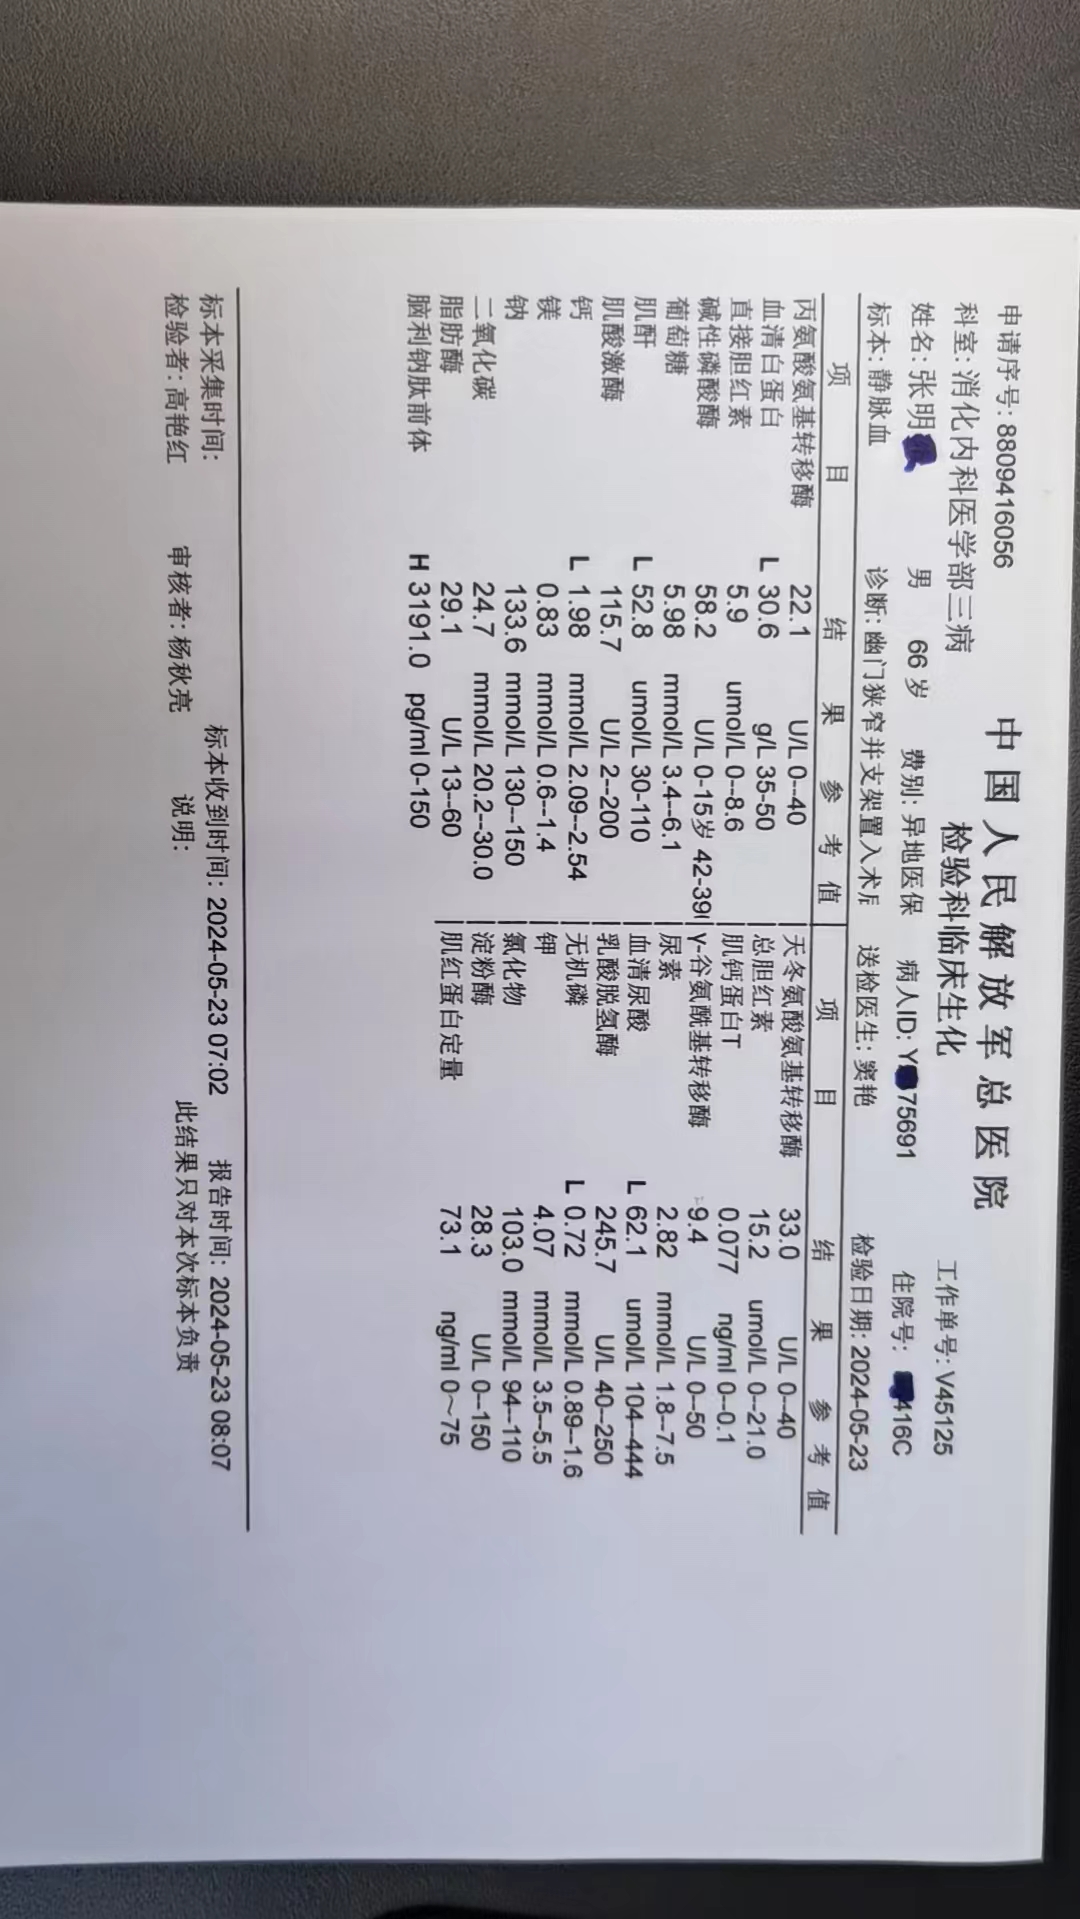 申请序号: 8809416056
中国人民解放军总医院
工作单号: V45125
科室: 消化内科医学部三病
检验科临床生化
姓名: 张明 男 66 岁 费别: 异地医保 病人ID: Y 75691 住院号: 416C
标本: 静脉血 诊断: 幽门狭窄并支架置入术后 送检医生: 窦艳 检验日期: 2024-05-23
项 目 结 果 参 考 值 项 目 结 果 参 考 值
丙氨酸氨基转移酶 22.1 U/L 0--40 天冬氨酸氨基转移酶 33.0 U/L 0--40
血清白蛋白 L 30.6 g/L 35-50 总胆红素 15.2 umol/L 0--21.0
直接胆红素 5.9 umol/L 0--8.6 肌钙蛋白T 0.077 ng/ml 0--0.1
碱性磷酸酶 58.2 U/L 0-15岁 42-39 γ-谷氨酰基转移酶 9.4 U/L 0--50
葡萄糖 5.98 mmol/L 3.4--6.1 尿素 2.82 mmol/L 1.8--7.5
肌酐 L 52.8 umol/L 30-110 血清尿酸 L 62.1 umol/L 104--444
肌酸激酶 115.7 U/L 2--200 乳酸脱氢酶 245.7 U/L 40--250
钙 L 1.98 mmol/L 2.09--2.54 无机磷 L 0.72 mmol/L 0.89--1.6
镁 0.83 mmol/L 0.6--1.4 钾 4.07 mmol/L 3.5--5.5
钠 133.6 mmol/L 130--150 氯化物 103.0 mmol/L 94--110
二氧化碳 24.7 mmol/L 20.2--30.0 淀粉酶 28.3 U/L 0--150
脂肪酶 29.1 U/L 13--60 肌红蛋白定量 73.1 ng/ml 0~75
脑利钠肽前体 H 3191.0 pg/ml 0-150
标本采集时间: 标本收到时间: 2024-05-23 07:02 报告时间: 2024-05-23 08:07
检验者: 高艳红 审核者: 杨秋亮 说明: 此结果只对本次标本负责